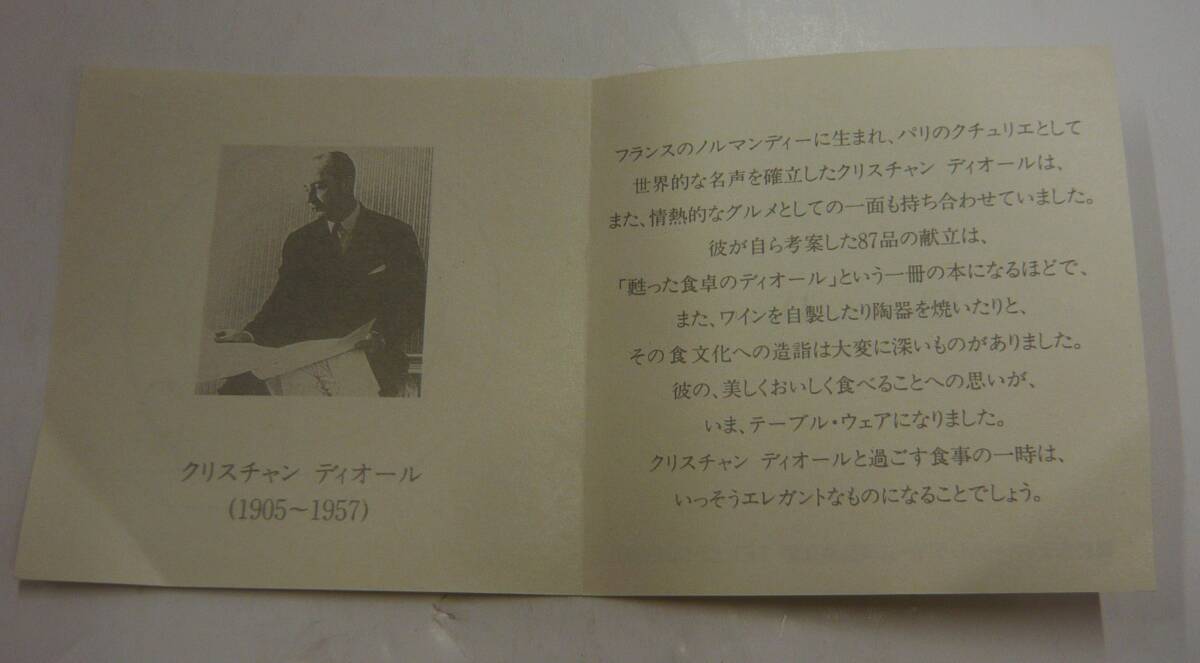 クリスチャン ディオール
(1905～1957)
フランスのノルマンディーに生まれ、パリのクチュリエとして
世界的な名声を確立したクリスチャン ディオールは、
また、情熱的なグルメとしての一面も持ち合わせていました。
彼が自ら考案した87品の献立は、
「甦った食卓のディオール」という一冊の本になるほどで、
また、ワインを自製したり陶器を焼いたりと、
その食文化への造詣は大変に深いものがありました。
彼の、美しくおいしく食べることへの思いが、
いま、テーブル・ウェアになりました。
クリスチャン ディオールと過ごす食事の一時は、
いっそうエレガントなものになることでしょう。